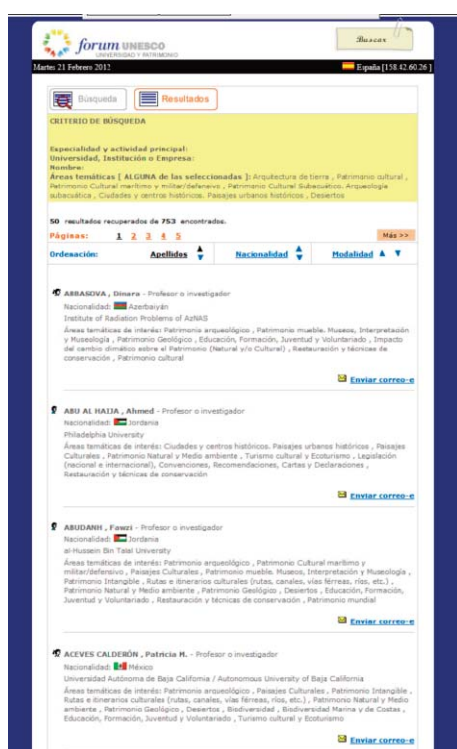 forum UNESCO
UNIVERSIDAD Y PATRIMONIO
Buscar
Martes 21 Febrero 2012
España [158.42.60.26 ]
Búsqueda
Resultados
CRITERIO DE BÚSQUEDA
Especialidad y actividad principal:
Universidad, Institución o Empresa:
Nombre:
Áreas temáticas [ ALGUNA de las seleccionadas ]: Arquitectura de tierra , Patrimonio cultural ,
Patrimonio Cultural marítimo y militar/defensivo , Patrimonio Cultural Subacuático. Arqueología
subacuática , Ciudades y centros históricos. Paisajes urbanos históricos , Desiertos
50 resultados recuperados de 753 encontrados.
Páginas: 1 2 3 4 5
Más >>
Ordenación: Apellidos Nacionalidad Modalidad
ABBASOVA , Dinara - Profesor o investigador
Nacionalidad: Azerbaiyán
Institute of Radiation Problems of AzNAS
Áreas temáticas de interés: Patrimonio arqueológico , Patrimonio mueble. Museos, Interpretación
y Museología , Patrimonio Geológico , Educación, Formación, Juventud y Voluntariado , Impacto
del cambio climático sobre el Patrimonio (Natural y/o Cultural) , Restauración y técnicas de
conservación , Patrimonio cultural
Enviar correo-e
ABU AL HAIJA , Ahmed - Profesor o investigador
Nacionalidad: Jordania
Philadelphia University
Áreas temáticas de interés: Ciudades y centros históricos. Paisajes urbanos históricos , Paisajes
Culturales , Patrimonio Natural y Medio ambiente , Turismo cultural y Ecoturismo , Legislación
(nacional e internacional), Convenciones, Recomendaciones, Cartas y Declaraciones ,
Restauración y técnicas de conservación
Enviar correo-e
ABUDANH , Fawzi - Profesor o investigador
Nacionalidad: Jordania
al-Hussein Bin Talal University
Áreas temáticas de interés: Patrimonio arqueológico , Patrimonio Cultural marítimo y
militar/defensivo , Paisajes Culturales , Patrimonio mueble. Museos, Interpretación y Museología ,
Patrimonio Intangible , Rutas e itinerarios culturales (rutas, canales, vías férreas, ríos, etc.) ,
Patrimonio Natural y Medio ambiente , Patrimonio Geológico , Desiertos , Educación, Formación,
Juventud y Voluntariado , Restauración y técnicas de conservación , Patrimonio mundial
Enviar correo-e
ACEVES CALDERÓN , Patricia M. - Profesor o investigador
Nacionalidad: México
Universidad Autónoma de Baja California / Autonomous University of Baja California
Áreas temáticas de interés: Patrimonio arqueológico , Paisajes Culturales , Patrimonio Intangible ,
Rutas e itinerarios culturales (rutas, canales, vías férreas, ríos, etc.) , Patrimonio Natural y Medio
ambiente , Patrimonio Geológico , Desiertos , Biodiversidad , Biodiversidad Marina y de Costas ,
Educación, Formación, Juventud y Voluntariado , Turismo cultural y Ecoturismo
Enviar correo-e